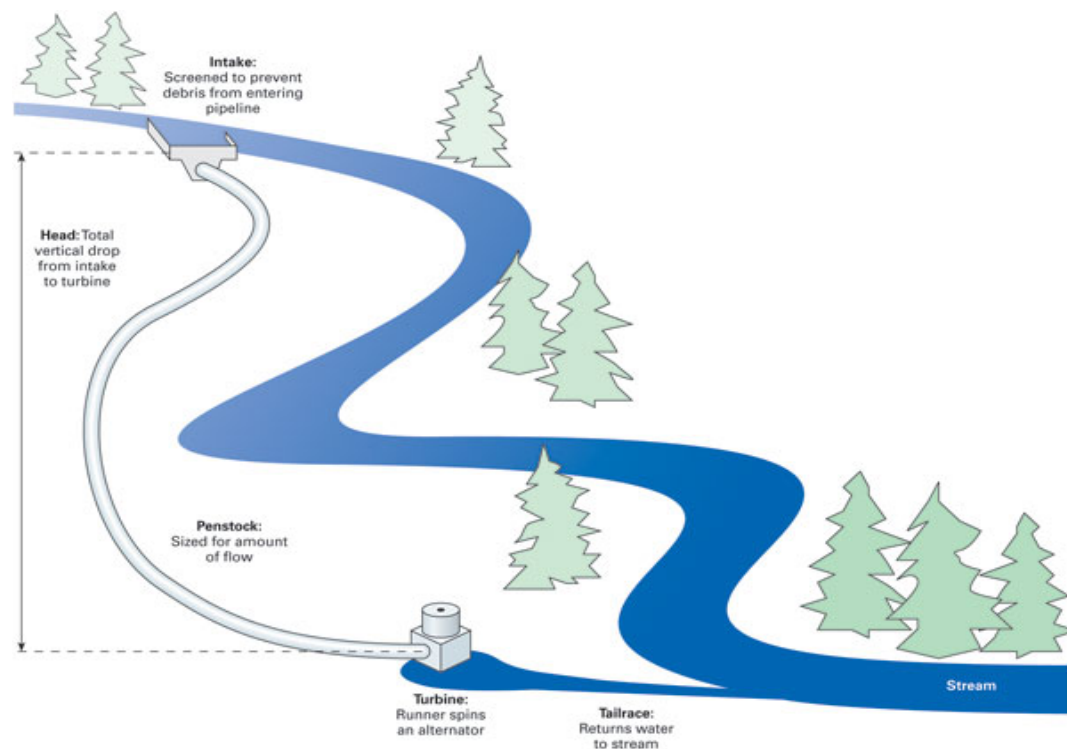 Intake:
Screened to prevent
debris from entering
pipeline
Head: Total
vertical drop
from intake
to turbine
Penstock:
Sized for amount
of flow
Stream
Turbine:
Runner spins
an alternator
Tailrace:
Returns water
to stream